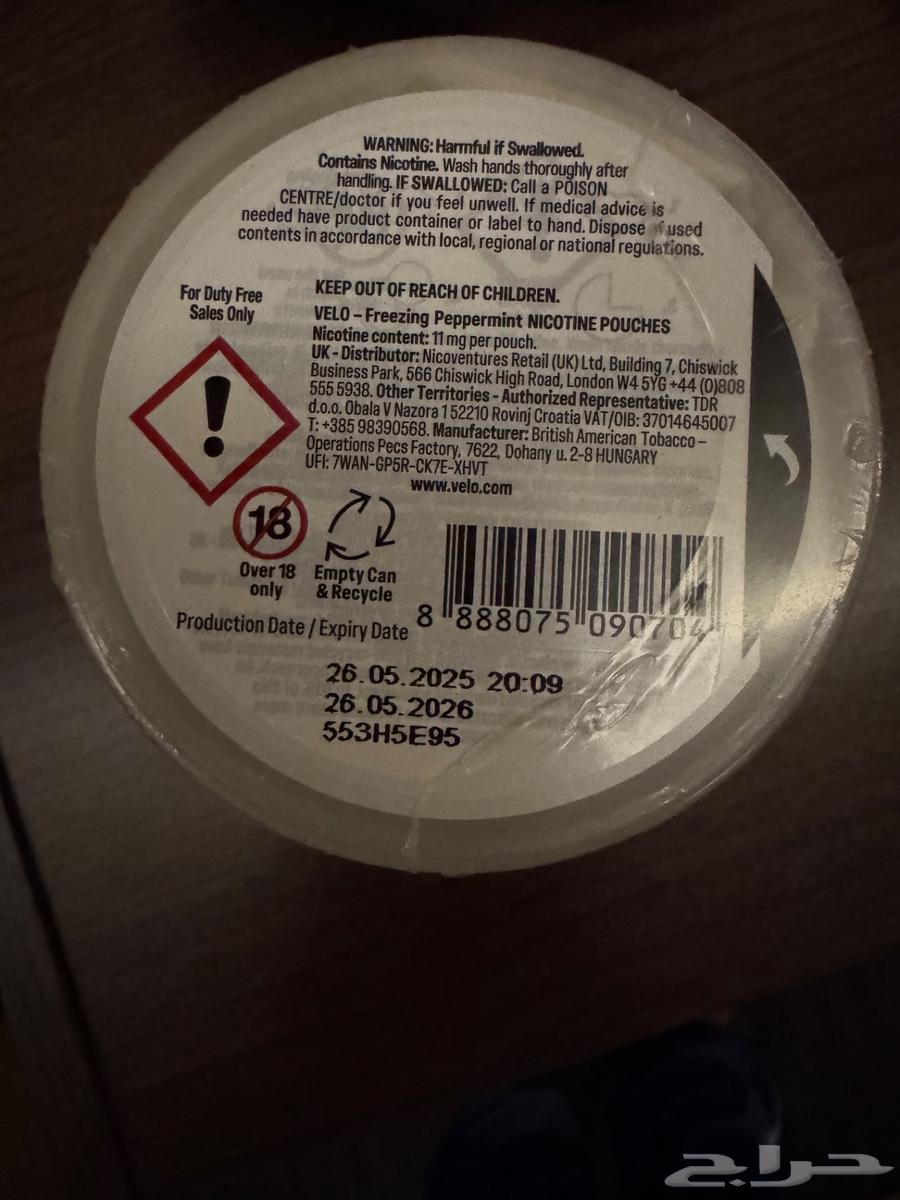 WARNING: Harmful if Swallowed.
Contains Nicotine. Wash hands thoroughly after
handling. IF SWALLOWED: Call a POISON
CENTRE/doctor if you feel unwell. If medical advice is
needed have product container or label to hand. Dispose of used
contents in accordance with local, regional or national regulations.
For Duty Free
Sales Only
KEEP OUT OF REACH OF CHILDREN.
VELO – Freezing Peppermint NICOTINE POUCHES
Nicotine content: 11 mg per pouch.
UK - Distributor: Nicoventures Retail (UK) Ltd, Building 7, Chiswick
Business Park, 566 Chiswick High Road, London W4 5YG +44 (0)808
555 5938. Other Territories - Authorized Representative: TDR
d.o.o. Obala V Nazora 1 52210 Rovinj Croatia VAT/OIB: 37014645007
T: +385 98390568. Manufacturer: British American Tobacco –
Operations Pecs Factory, 7622, Dohany u. 2-8 HUNGARY
UFI: 7WAN-GP5R-CK7E-XHVT
www.velo.com
18
Over 18
only
Empty Can
& Recycle
8 888075 090704
Production Date / Expiry Date
26.05.2025 20:09
26.05.2026
553H5E95
حراج